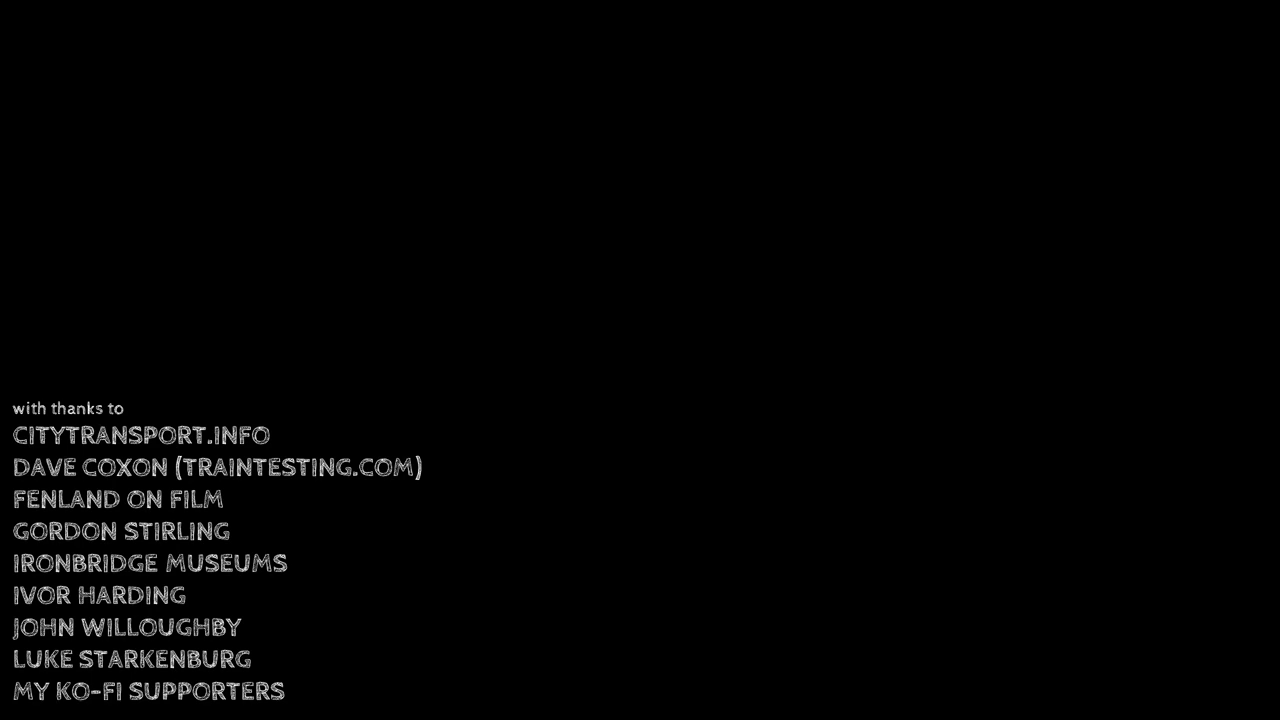 with thanks to
CITYTRANSPORT.INFO
DAVE COXON (TRAINTESTING.COM)
FENLAND ON FILM
GORDON STIRLING
IRONBRIDGE MUSEUMS
IVOR HARDING
JOHN WILLOUGHBY
LUKE STARKENBURG
MY KO-FI SUPPORTERS